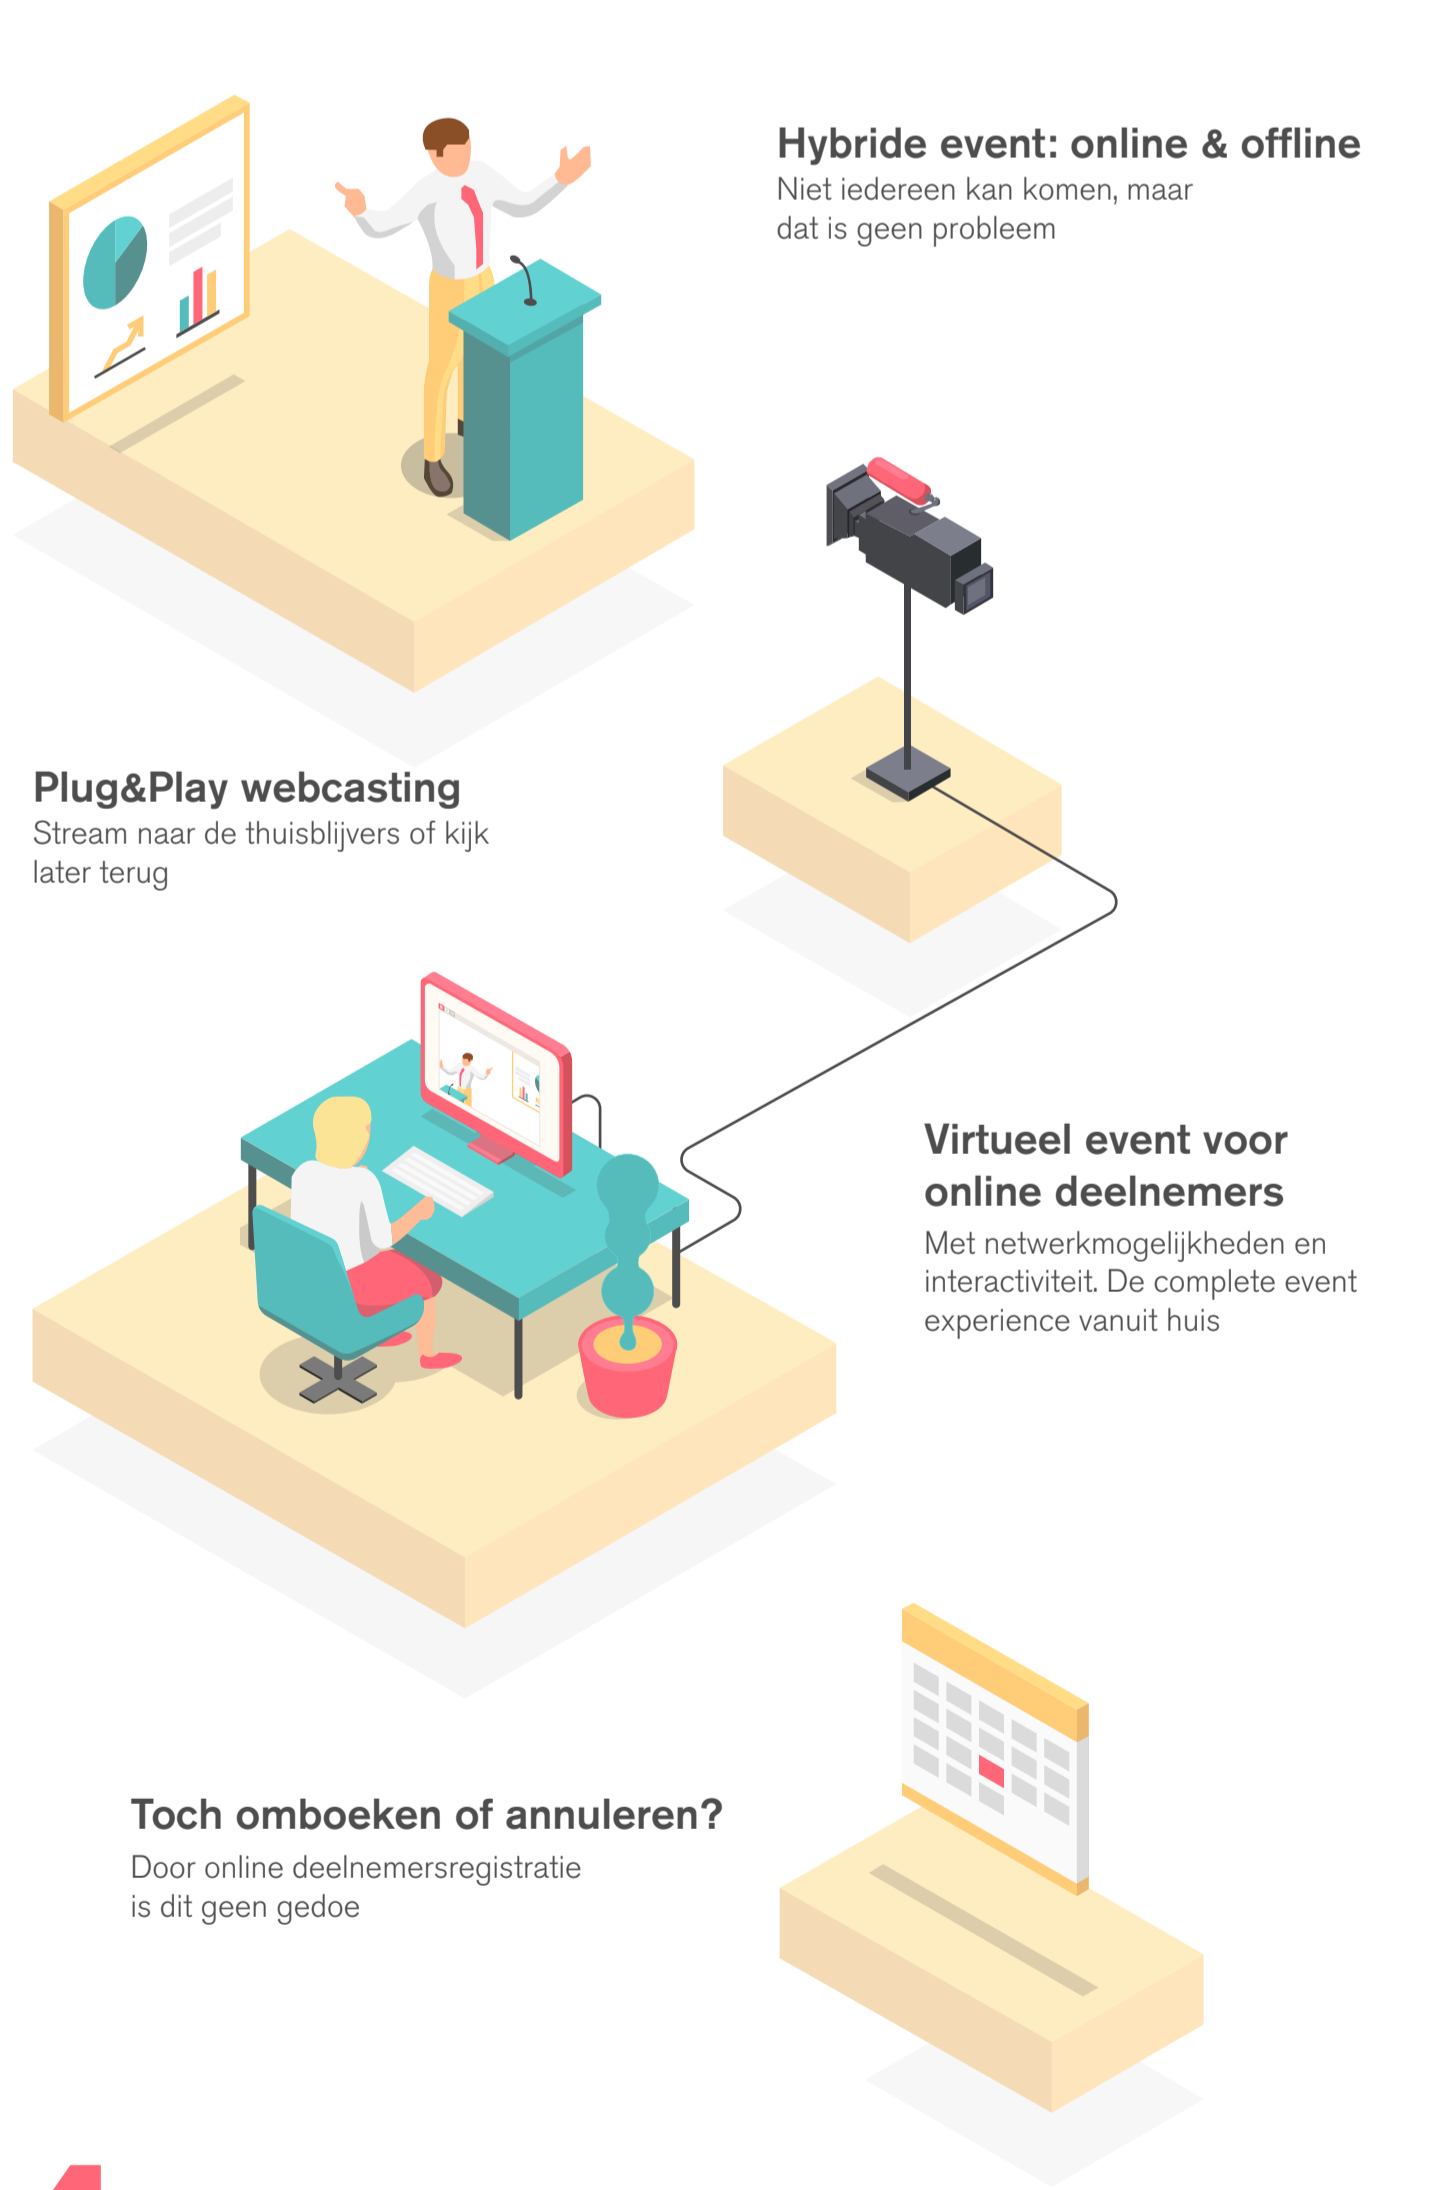 Hybride event: online & offline
Niet iedereen kan komen, maar
dat is geen probleem
Plug&Play webcasting
Stream naar de thuisblijvers of kijk
later terug
Virtueel event voor
online deelnemers
Met netwerkmogelijkheden en
interactiviteit. De complete event
experience vanuit huis
Toch omboeken of annuleren?
Door online deelnemersregistratie
is dit geen gedoe